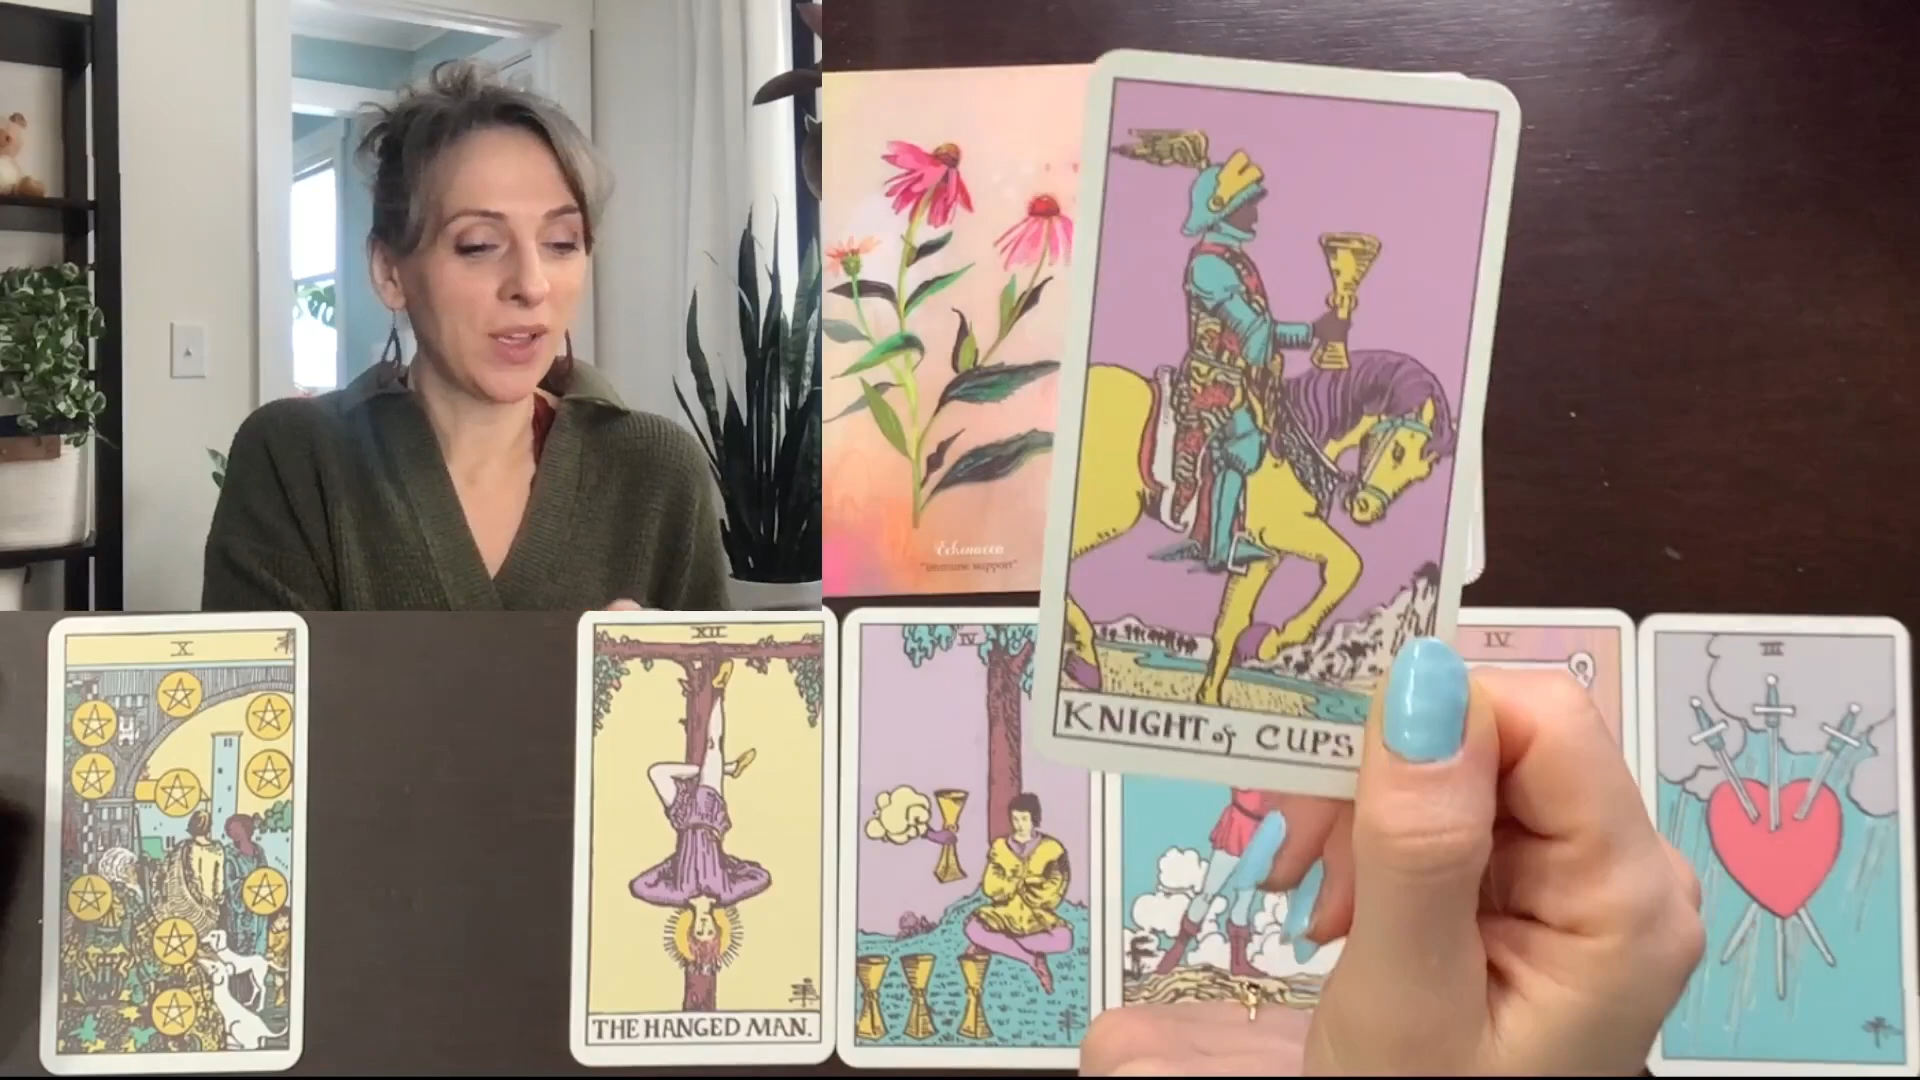 Echinacea
"immune support"
KNIGHT of CUPS
X
XII
THE HANGED MAN.
IV
IV
III